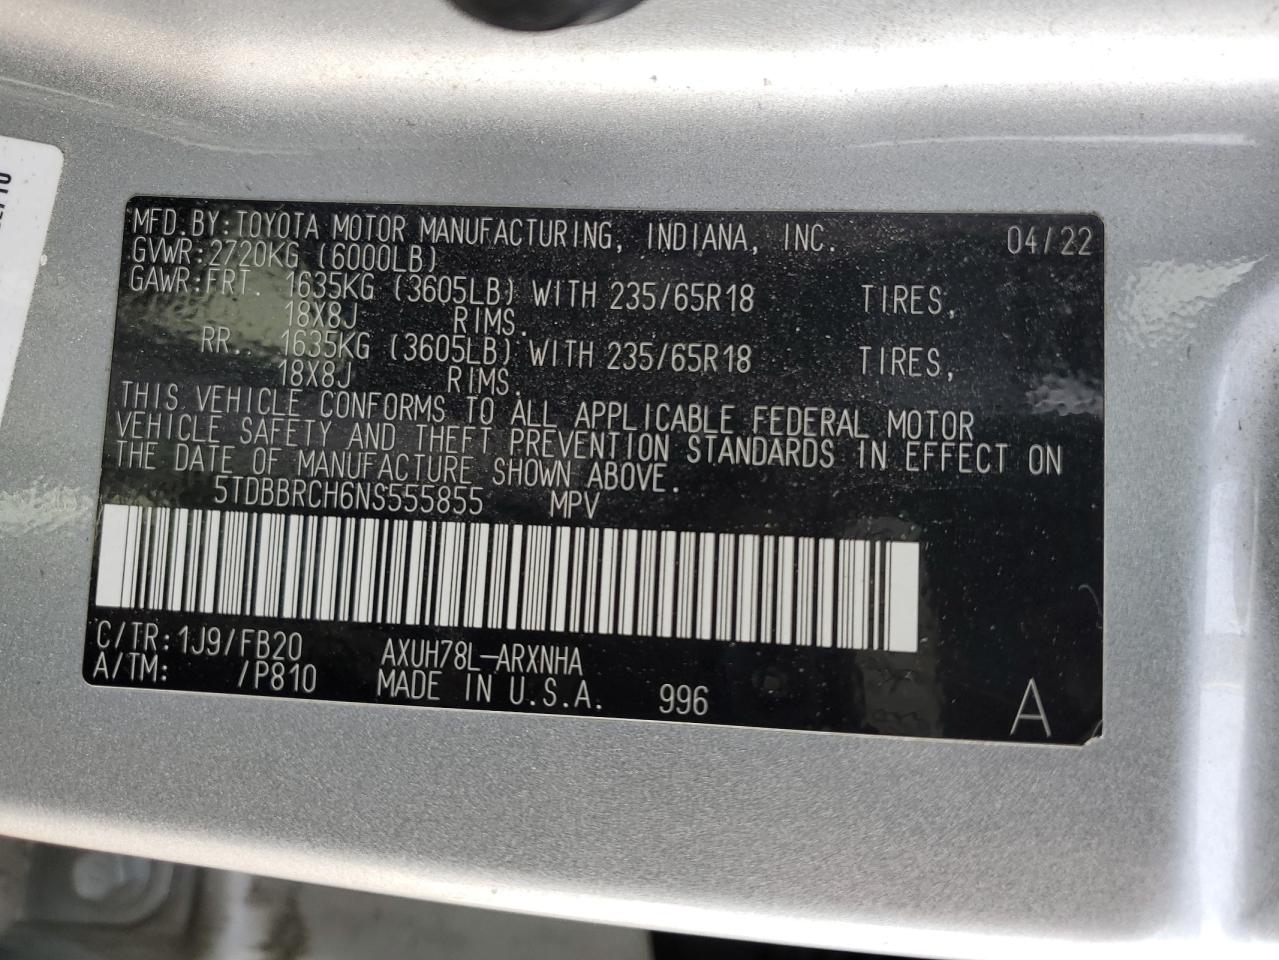 MFD.BY:TOYOTA MOTOR MANUFACTURING, INDIANA, INC. 04/22
GVWR:2720KG (6000LB)
GAWR:FRT. 1635KG (3605LB) WITH 235/65R18 TIRES,
18X8J RIMS.
RR.. 1635KG (3605LB) WITH 235/65R18 TIRES,
18X8J RIMS.
THIS VEHICLE CONFORMS TO ALL APPLICABLE FEDERAL MOTOR
VEHICLE SAFETY AND THEFT PREVENTION STANDARDS IN EFFECT ON
THE DATE OF MANUFACTURE SHOWN ABOVE.
5TDBBRCH6NS555855 MPV
C/TR:1J9/FB20 AXUH78L-ARXNHA
A/TM: /P810 MADE IN U.S.A. 996 A